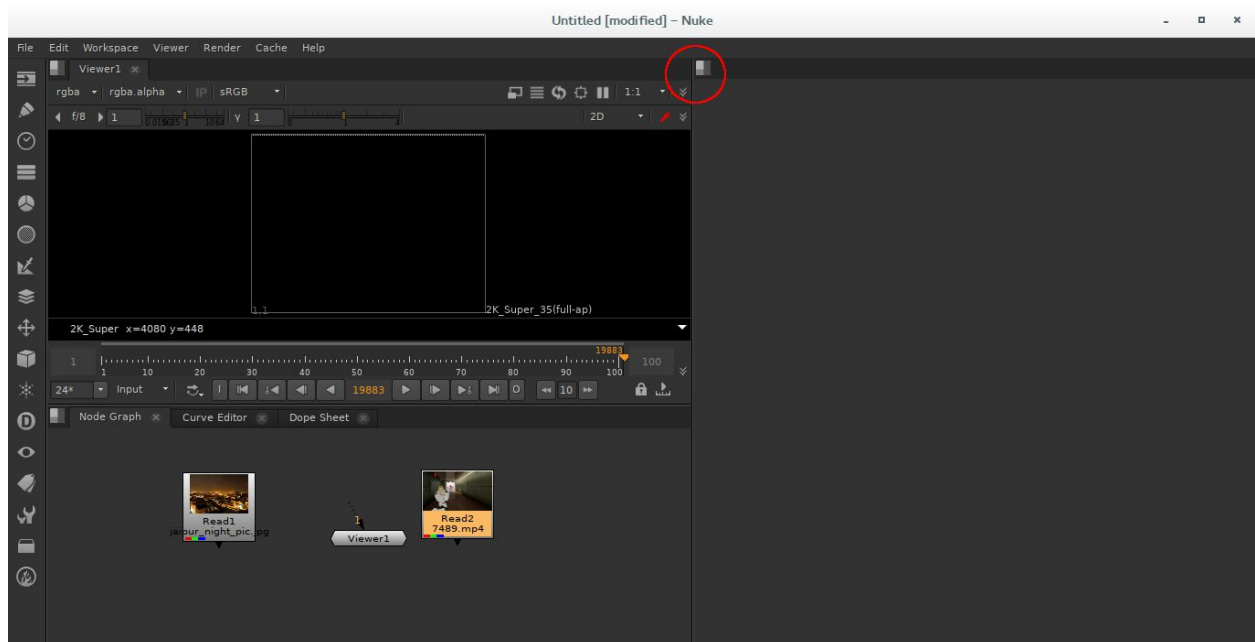 Untitled [modified] – Nuke
File Edit Workspace Viewer Render Cache Help
Viewer1
rgba rgba.alpha IP sRGB 1:1
f/8 1 Y 1 2D
1,1 2K_Super_35(full-ap)
2K_Super x=4080 y=448
19883
1 100
1 10 20 30 40 50 60 70 80 90 100
24* Input I 19883 O 10
Node Graph Curve Editor Dope Sheet
Read1
jaipur_night_pic.jpg
1
Viewer1
Read2
7489.mp4
D